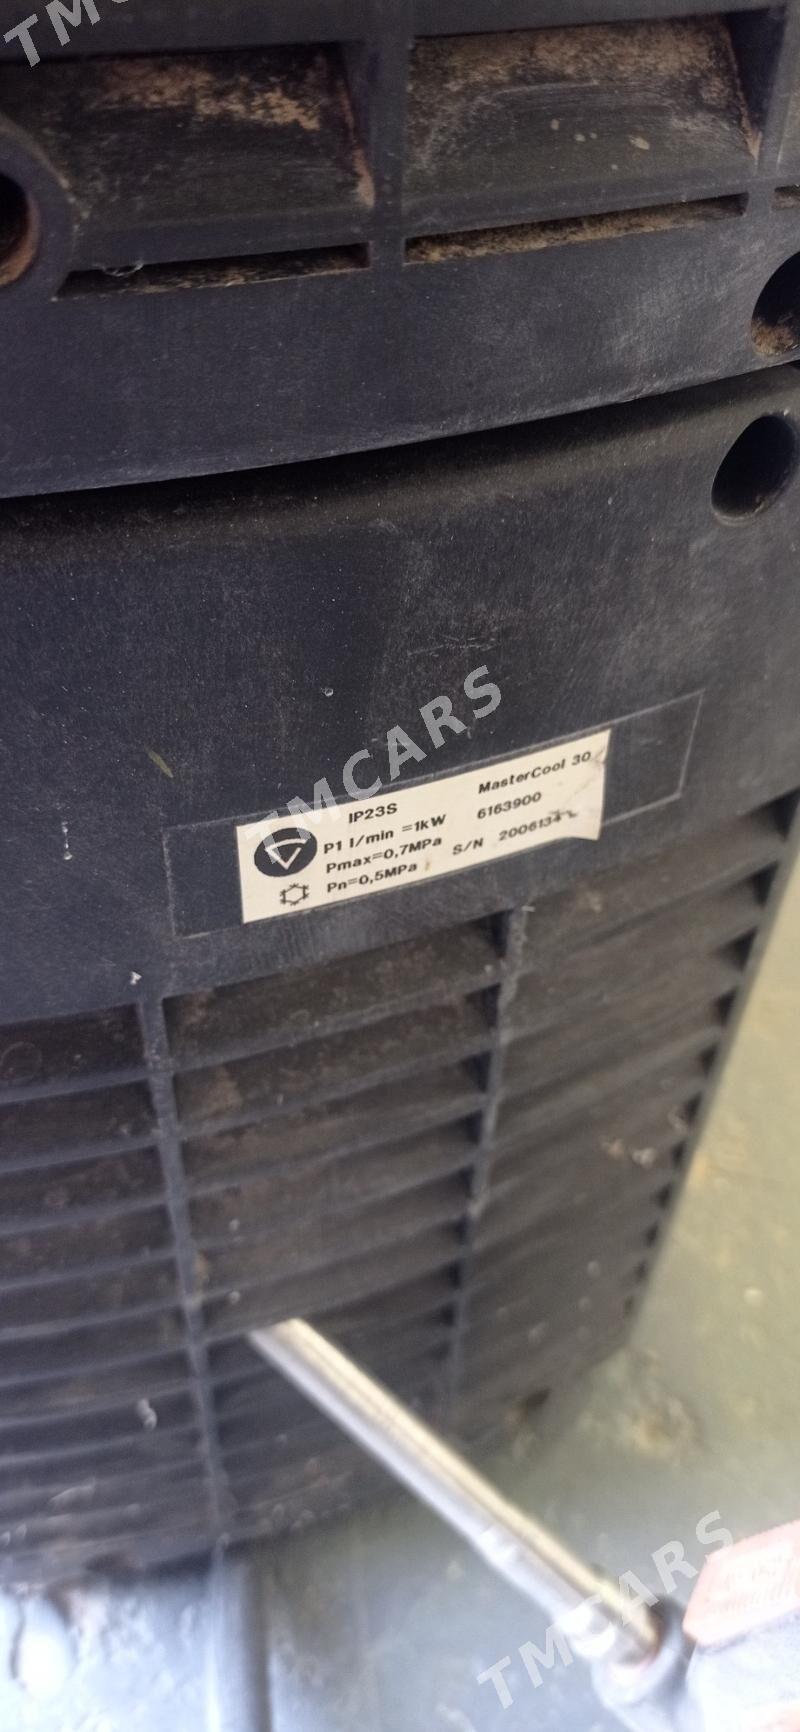 TMCARS
IP23S MasterCool 30
P1 l/min =1kW 6163900
Pmax=0,7MPa S/N 2006134
Pn=0,5MPa
TMCARS
TMCARS